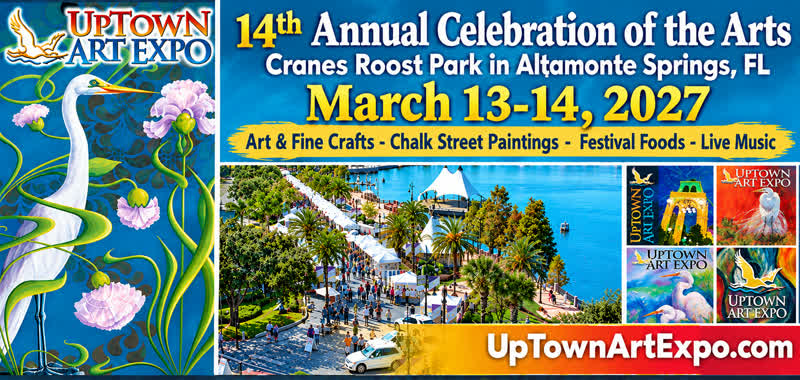 UPTOWN
ART EXPO
14th Annual Celebration of the Arts
Cranes Roost Park in Altamonte Springs, FL
March 13-14, 2027
Art & Fine Crafts - Chalk Street Paintings - Festival Foods - Live Music
UPTOWN
ART EXPO
UPTOWN
ART EXPO
UPTOWN
ART EXPO
UPTOWN
ART EXPO
UpTownArtExpo.com